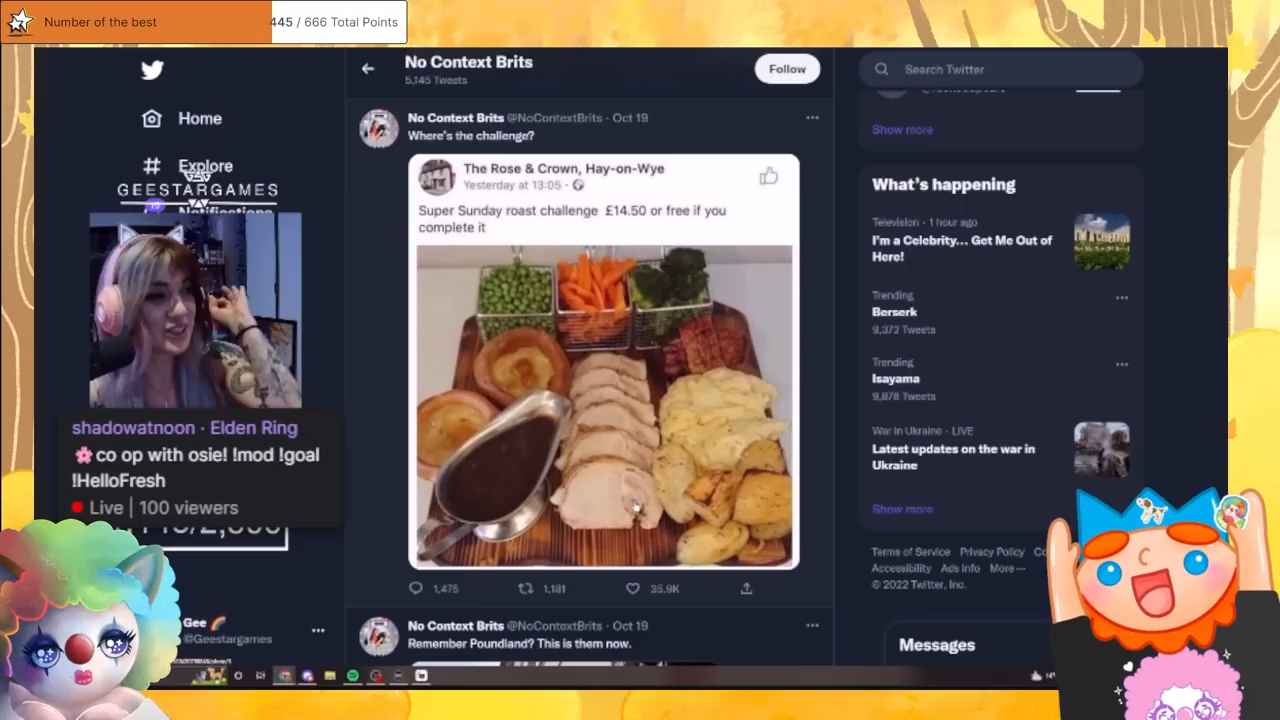 Number of the best
445 / 666 Total Points
Home
Explore
GEESTARGAMES
shadowatnoon · Elden Ring
🌸co op with osie! !mod !goal
!HelloFresh
Live | 100 viewers
Gee 🌈
@Geestargames
No Context Brits
5,145 Tweets
Follow
No Context Brits @NoContextBrits · Oct 19
Where's the challenge?
The Rose & Crown, Hay-on-Wye
Yesterday at 13:05 ·
Super Sunday roast challenge £14.50 or free if you
complete it
1,475
1,181
35.9K
No Context Brits @NoContextBrits · Oct 19
Remember Poundland? This is them now.
Search Twitter
Show more
What's happening
Television · 1 hour ago
I'm a Celebrity... Get Me Out of
Here!
Trending
Berserk
9,372 Tweets
Trending
Isayama
9,878 Tweets
War in Ukraine · LIVE
Latest updates on the war in
Ukraine
Show more
Terms of Service Privacy Policy
Accessibility Ads info More ···
© 2022 Twitter, Inc.
Messages